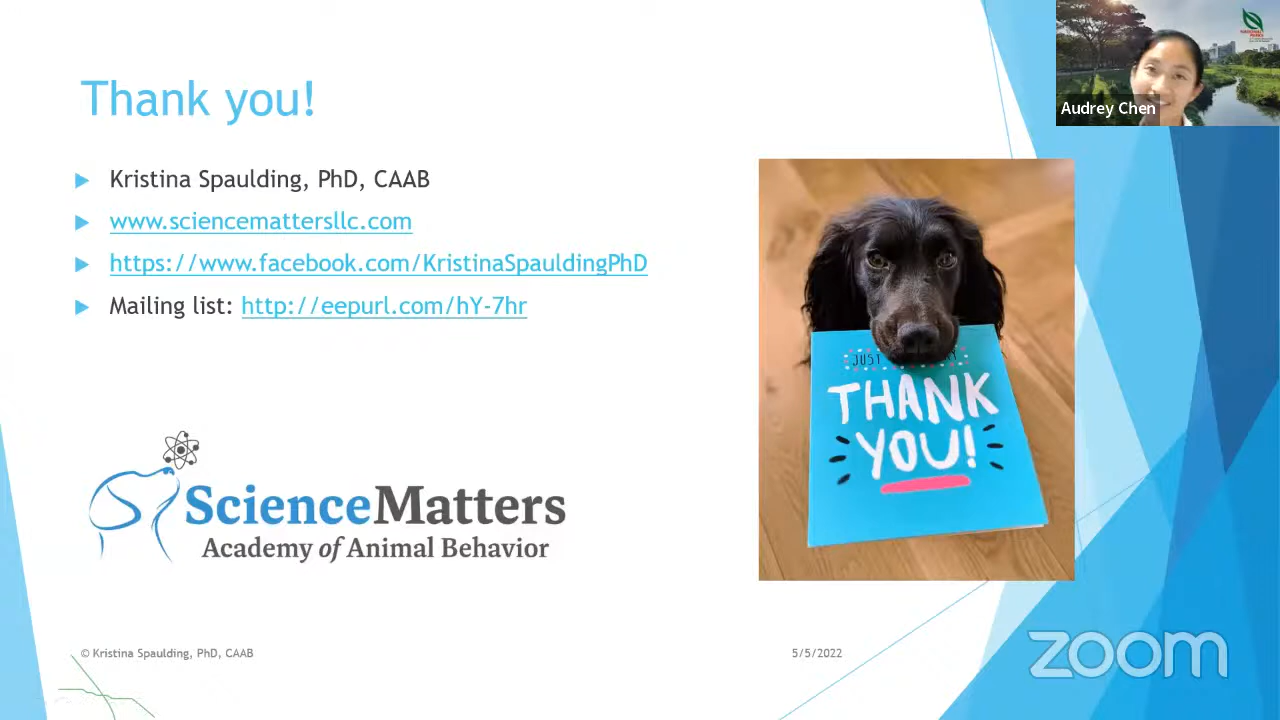 Thank you!
Kristina Spaulding, PhD, CAAB
www.sciencemattersllc.com
https://www.facebook.com/KristinaSpauldingPhD
Mailing list: http://eepurl.com/hY-7hr
ScienceMatters
Academy of Animal Behavior
© Kristina Spaulding, PhD, CAAB
5/5/2022
JUST
THANK
YOU!
Audrey Chen
zoom